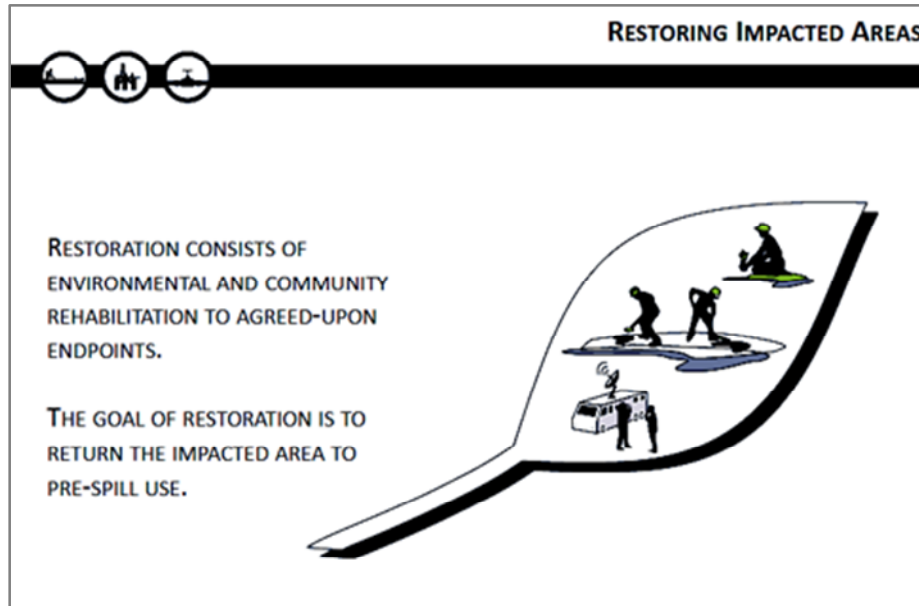 RESTORING IMPACTED AREAS
RESTORATION CONSISTS OF
ENVIRONMENTAL AND COMMUNITY
REHABILITATION TO AGREED-UPON
ENDPOINTS.
THE GOAL OF RESTORATION IS TO
RETURN THE IMPACTED AREA TO
PRE-SPILL USE.